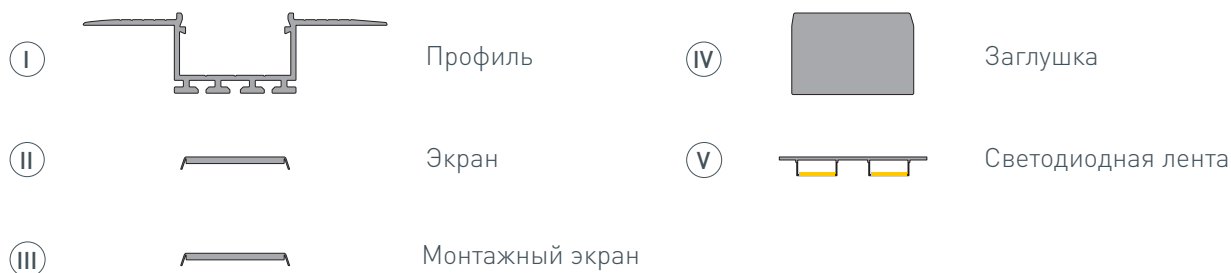 I
Профиль
IV
Заглушка
II
Экран
V
Светодиодная лента
III
Монтажный экран